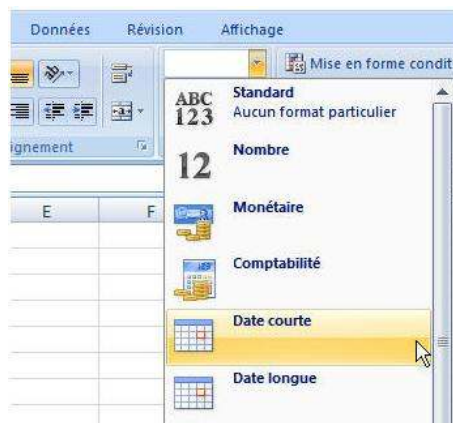 Données Révision Affichage
Mise en forme condit
ignement
E F
ABC
123
Standard
Aucun format particulier
12
Nombre
Monétaire
Comptabilité
Date courte
Date longue